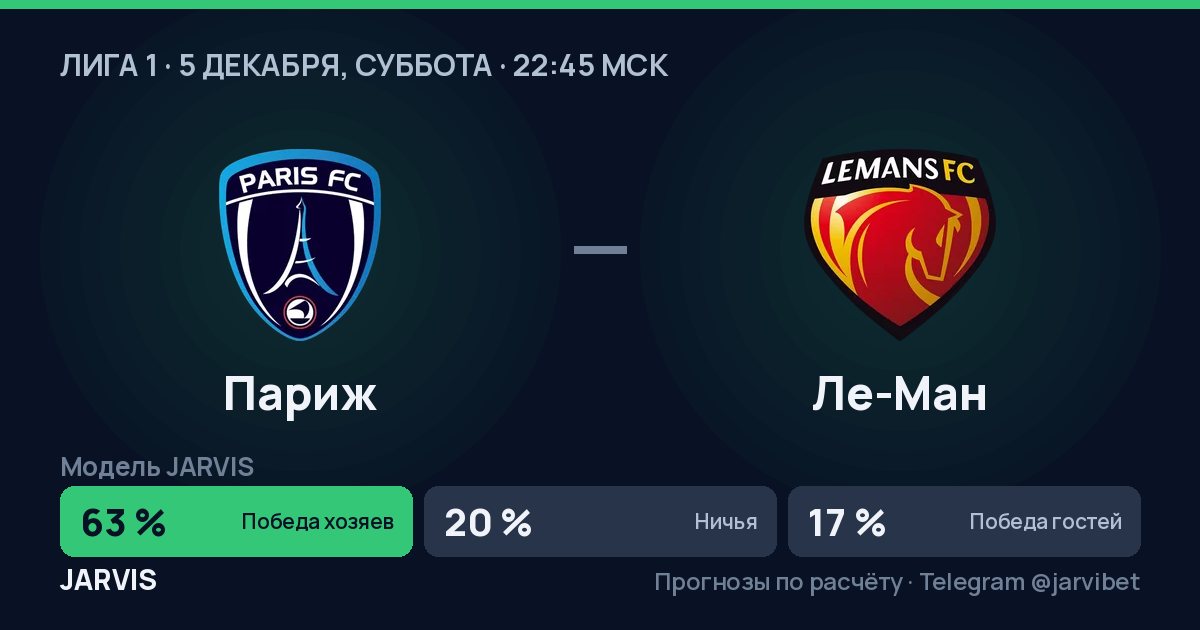 ЛИГА 1 · 5 ДЕКАБРЯ, СУББОТА · 22:45 МСК
PARIS FC
LEMANS FC
Париж
Ле-Ман
Модель JARVIS
63 % Победа хозяев
20 % Ничья
17 % Победа гостей
JARVIS
Прогнозы по расчёту · Telegram @jarvibet